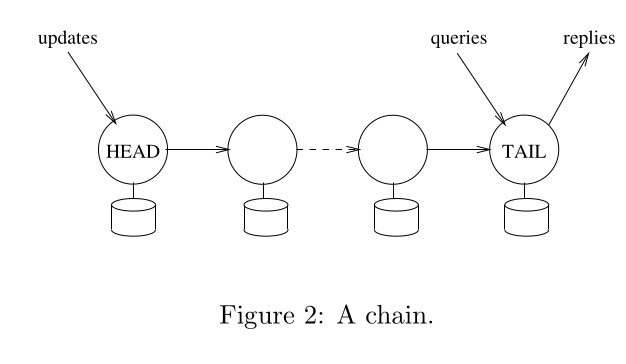 updates
queries
replies
HEAD
TAIL
Figure 2: A chain.